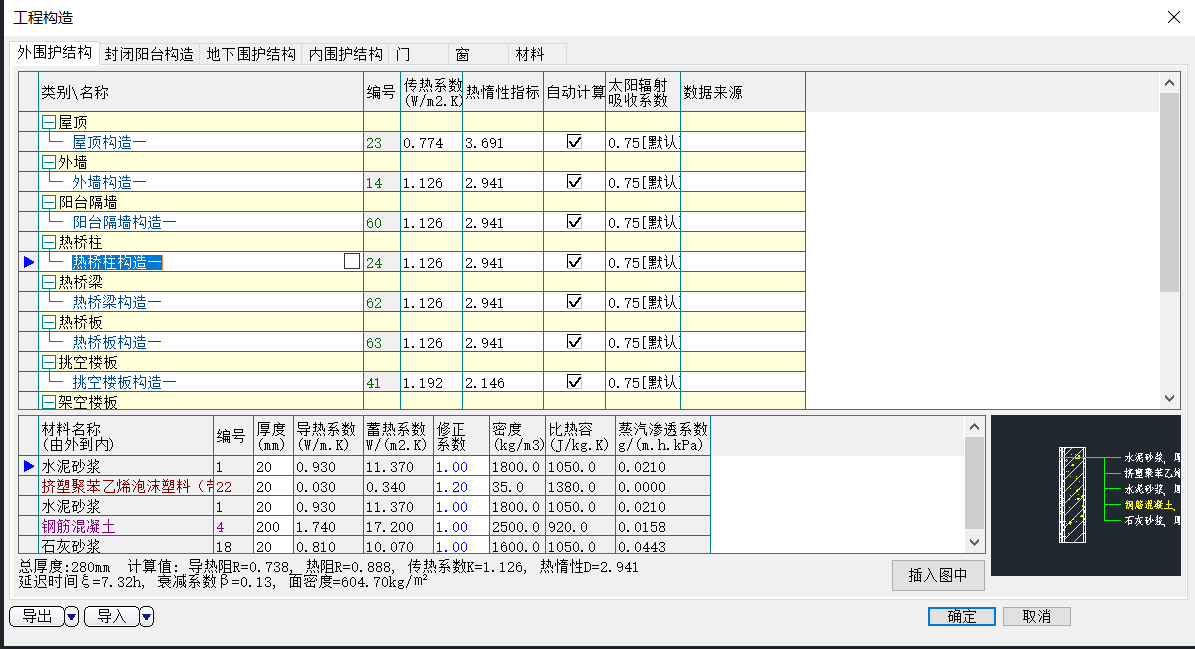 工程构造
外围护结构 封闭阳台构造 地下围护结构 内围护结构 门 窗 材料
类别\名称 编号 传热系数(W/m2.K) 热惰性指标 自动计算 太阳辐射吸收系数 数据来源
屋顶
屋顶构造一 23 0.774 3.691 0.75[默认]
外墙
外墙构造一 14 1.126 2.941 0.75[默认]
阳台隔墙
阳台隔墙构造一 60 1.126 2.941 0.75[默认]
热桥柱
热桥柱构造一 24 1.126 2.941 0.75[默认]
热桥梁
热桥梁构造一 62 1.126 2.941 0.75[默认]
热桥板
热桥板构造一 63 1.126 2.941 0.75[默认]
挑空楼板
挑空楼板构造一 41 1.192 2.146 0.75[默认]
架空楼板
材料名称(由外到内) 编号 厚度(mm) 导热系数(W/m.K) 蓄热系数W/(m2.K) 修正系数 密度(kg/m3) 比热容(J/kg.K) 蒸汽渗透系数g/(m.h.kPa)
水泥砂浆 1 20 0.930 11.370 1.00 1800.0 1050.0 0.0210
挤塑聚苯乙烯泡沫塑料（ 22 20 0.030 0.340 1.20 35.0 1380.0 0.0000
水泥砂浆 1 20 0.930 11.370 1.00 1800.0 1050.0 0.0210
钢筋混凝土 4 200 1.740 17.200 1.00 2500.0 920.0 0.0158
石灰砂浆 18 20 0.810 10.070 1.00 1600.0 1050.0 0.0443
水泥砂浆,
挤塑聚苯乙
水泥砂浆,
钢筋混凝土,
石灰砂浆,
总厚度:280mm 计算值: 导热阻R=0.738, 热阻R=0.888, 传热系数K=1.126, 热惰性D=2.941
延迟时间ξ=7.32h, 衰减系数β=0.13, 面密度=604.70kg/㎡
插入图中
导出 导入 确定 取消